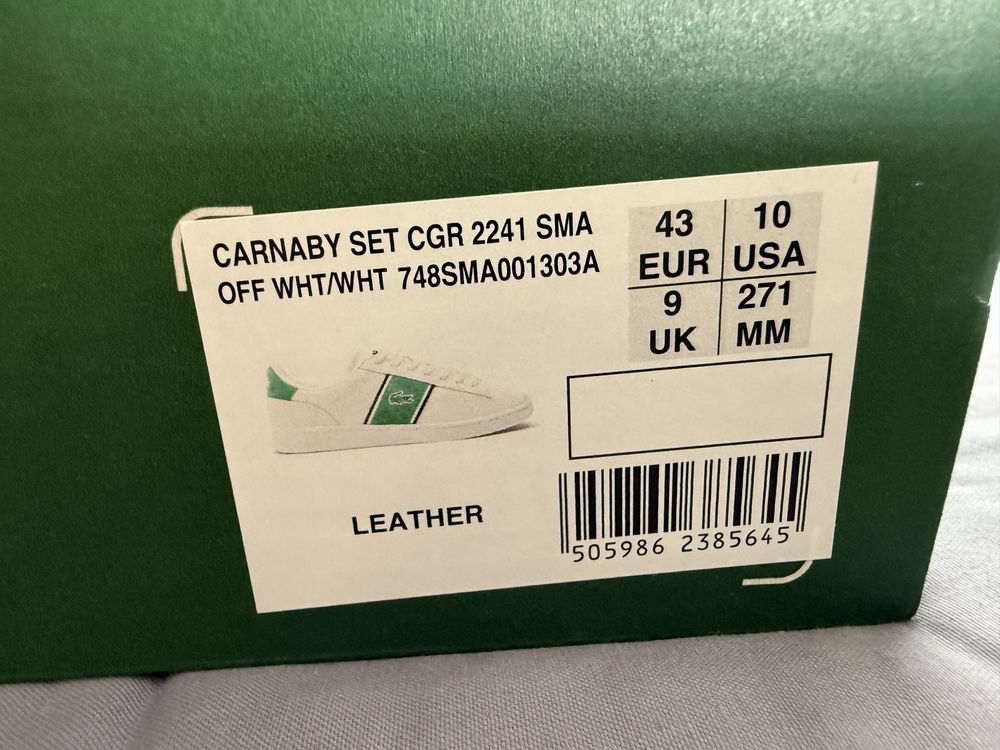 CARNABY SET CGR 2241 SMA
OFF WHT/WHT 748SMA001303A
43 10
EUR USA
9 271
UK MM
LEATHER
505986 2385645